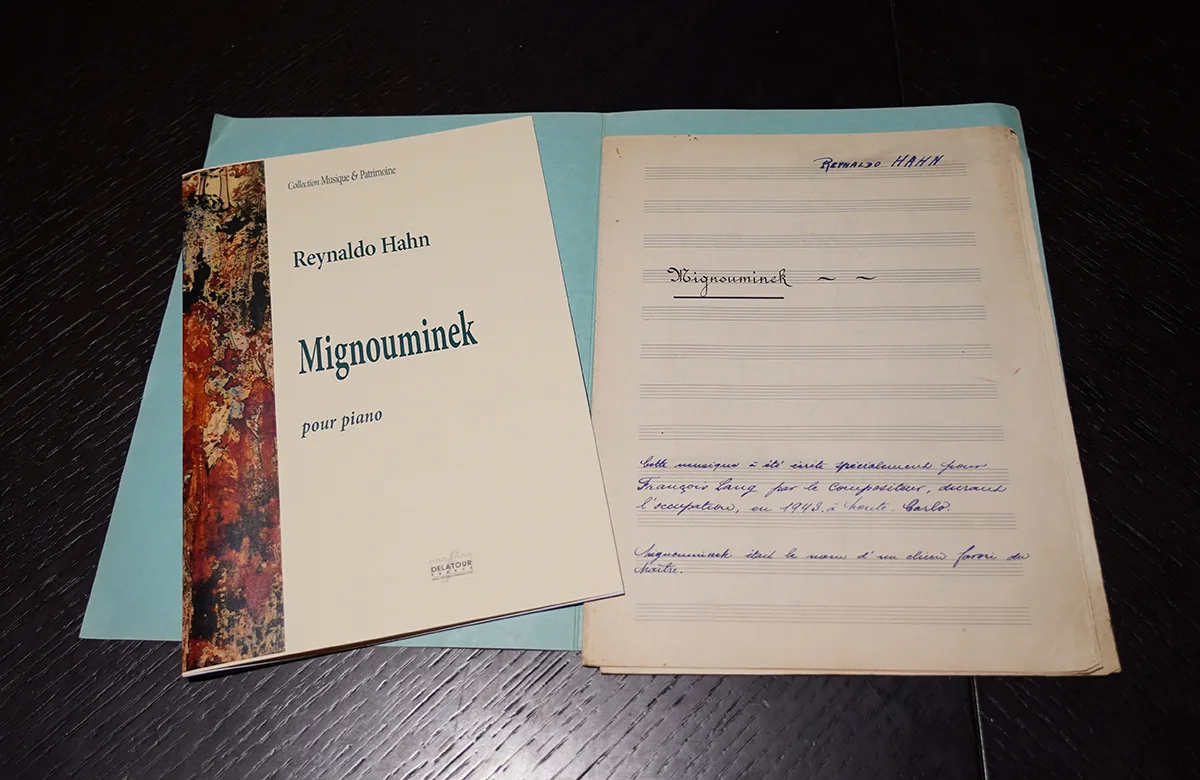 Collection Musique & Patrimoine
Reynaldo Hahn
Mignouminek
pour piano
DELATOUR
FRANCE
REYNALDO HAHN
Mignouminek ~ ~
Cette musique a été écrite spécialement pour
François Lang par le Compositeur, durant
l'occupation, en 1943. à Monte. Carlo.
Mignouminek était le nom d'un chien favori du
Maître.